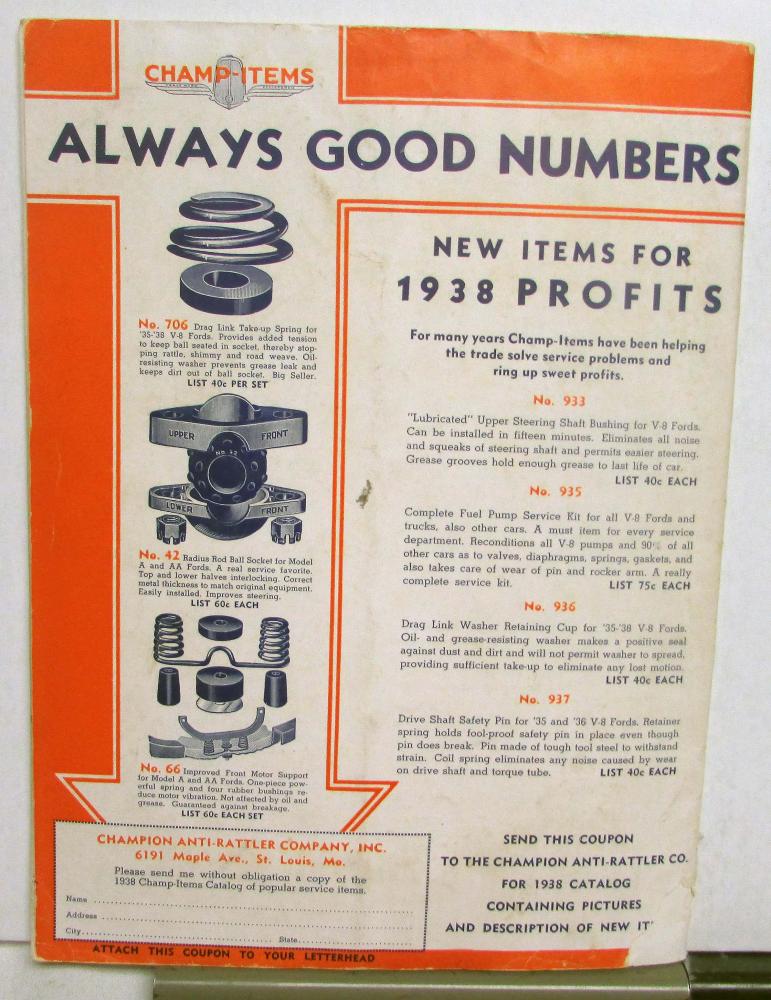 CHAMP-ITEMS
ALWAYS GOOD NUMBERS
No. 706 Drag Link Take-up Spring for
'35-'38 V-8 Fords. Provides added tension
to keep ball seated in socket, thereby stop-
ping rattle, shimmy and road weave. Oil-
resisting washer prevents grease leak and
keeps dirt out of ball socket. Big Seller.
LIST 40c PER SET
UPPER FRONT
No. 42
LOWER FRONT
No. 42 Radius Rod Ball Socket for Model
A and AA Fords. A real service favorite.
Top and lower halves interlocking. Correct
metal thickness to match original equipment.
Easily installed. Improves steering.
LIST 60c EACH
No. 66 Improved Front Motor Support
for Model A and AA Fords. One-piece pow-
erful spring and four rubber bushings re-
duce motor vibration. Not affected by oil and
grease. Guaranteed against breakage.
LIST 60c EACH SET
NEW ITEMS FOR
1938 PROFITS
For many years Champ-Items have been helping
the trade solve service problems and
ring up sweet profits.
No. 933
"Lubricated" Upper Steering Shaft Bushing for V-8 Fords.
Can be installed in fifteen minutes. Eliminates all noise
and squeaks of steering shaft and permits easier steering.
Grease grooves hold enough grease to last life of car.
LIST 40c EACH
No. 935
Complete Fuel Pump Service Kit for all V-8 Fords and
trucks, also other cars. A must item for every service
department. Reconditions all V-8 pumps and 90% of all
other cars as to valves, diaphragms, springs, gaskets, and
also takes care of wear of pin and rocker arm. A really
complete service kit. LIST 75c EACH
No. 936
Drag Link Washer Retaining Cup for '35-'38 V-8 Fords.
Oil- and grease-resisting washer makes a positive seal
against dust and dirt and will not permit washer to spread,
providing sufficient take-up to eliminate any lost motion.
LIST 40c EACH
No. 937
Drive Shaft Safety Pin for '35 and '36 V-8 Fords. Retainer
spring holds fool-proof safety pin in place even though
pin does break. Pin made of tough tool steel to withstand
strain. Coil spring eliminates any noise caused by wear
on drive shaft and torque tube. LIST 40c EACH
CHAMPION ANTI-RATTLER COMPANY, INC.
6191 Maple Ave., St. Louis, Mo.
Please send me without obligation a copy of the
1938 Champ-Items Catalog of popular service items.
Name
Address
City State
ATTACH THIS COUPON TO YOUR LETTERHEAD
SEND THIS COUPON
TO THE CHAMPION ANTI-RATTLER CO.
FOR 1938 CATALOG
CONTAINING PICTURES
AND DESCRIPTION OF NEW IT